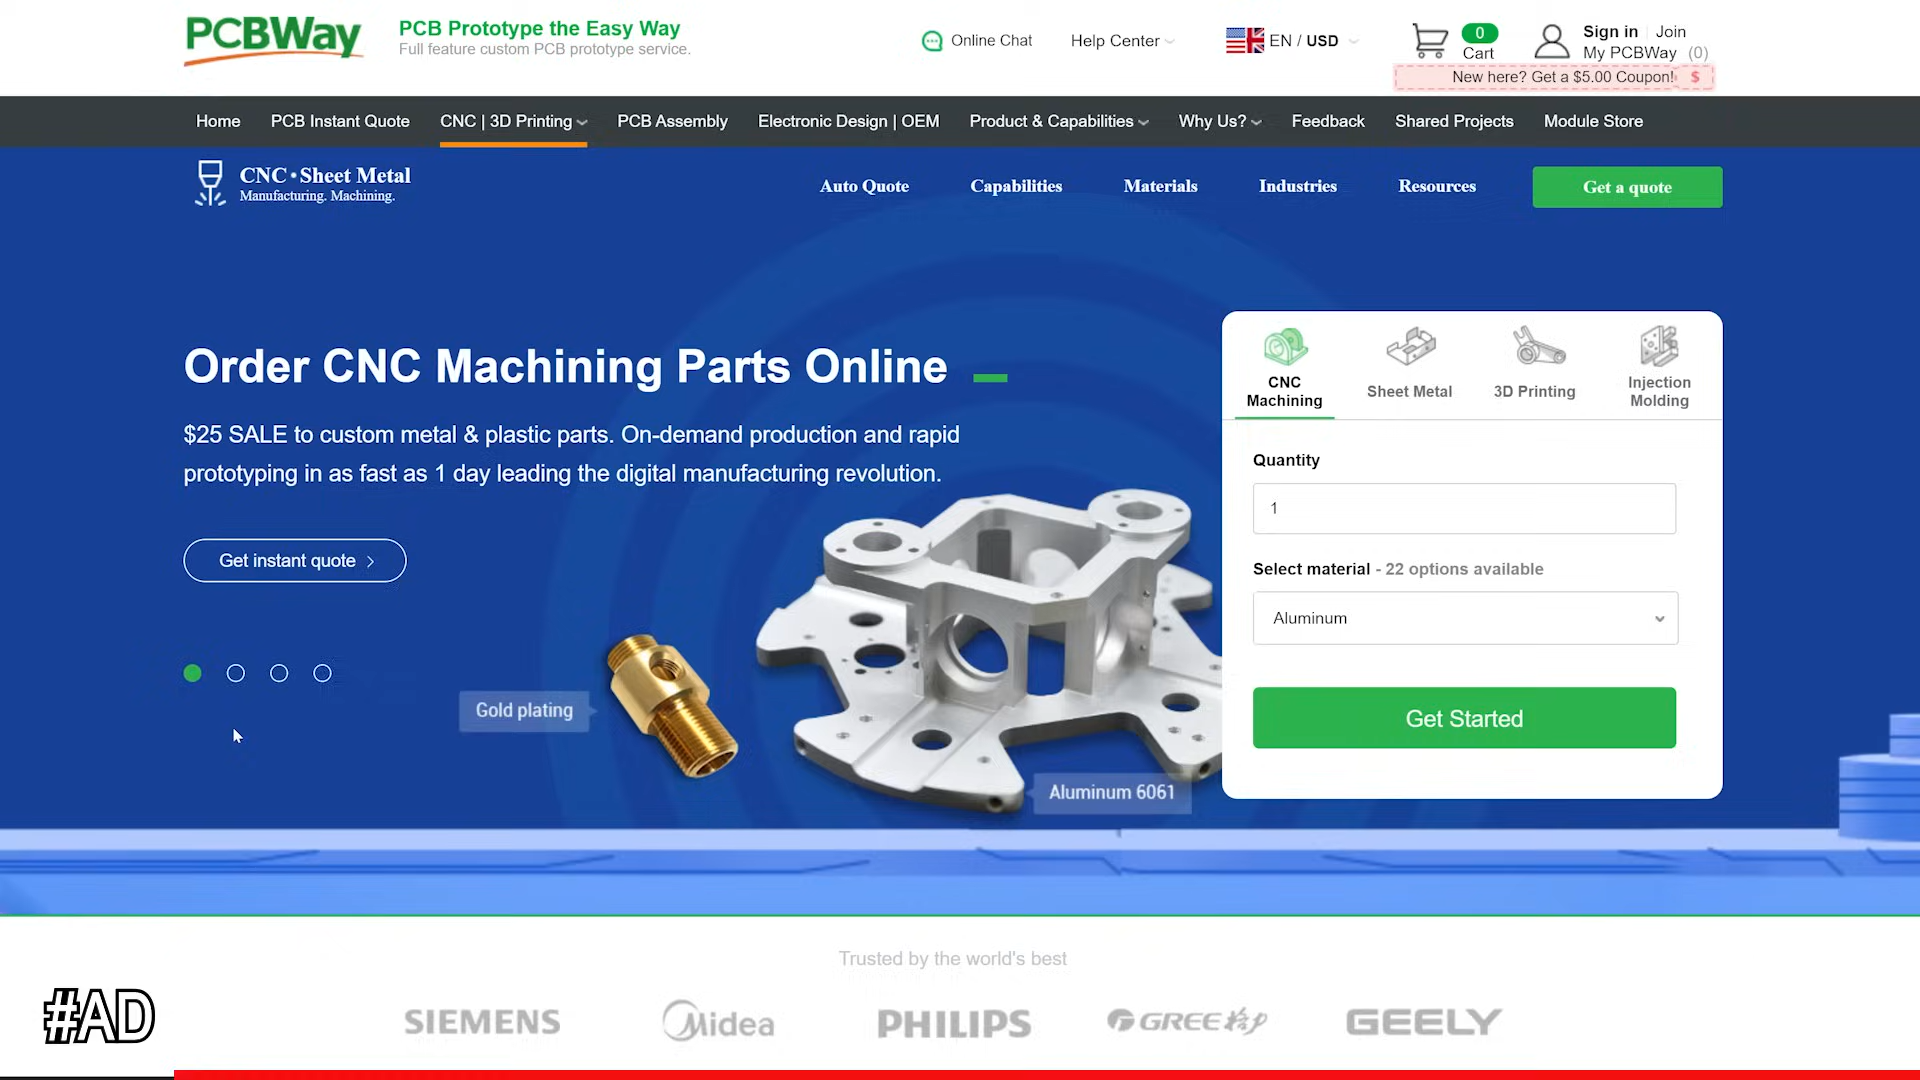 PCBWay
PCB Prototype the Easy Way
Full feature custom PCB prototype service.
Online Chat
Help Center
EN / USD
0
Cart
Sign in
Join
My PCBWay (0)
New here? Get a $5.00 Coupon!
$
Home
PCB Instant Quote
CNC | 3D Printing
PCB Assembly
Electronic Design | OEM
Product & Capabilities
Why Us?
Feedback
Shared Projects
Module Store
CNC•Sheet Metal
Manufacturing. Machining.
Auto Quote
Capabilities
Materials
Industries
Resources
Get a quote
Order CNC Machining Parts Online
$25 SALE to custom metal & plastic parts. On-demand production and rapid
prototyping in as fast as 1 day leading the digital manufacturing revolution.
Get instant quote >
Gold plating
Aluminum 6061
CNC
Machining
Sheet Metal
3D Printing
Injection
Molding
Quantity
1
Select material - 22 options available
Aluminum
Get Started
Trusted by the world's best
#AD
SIEMENS
Midea
PHILIPS
GREE格力
GEELY